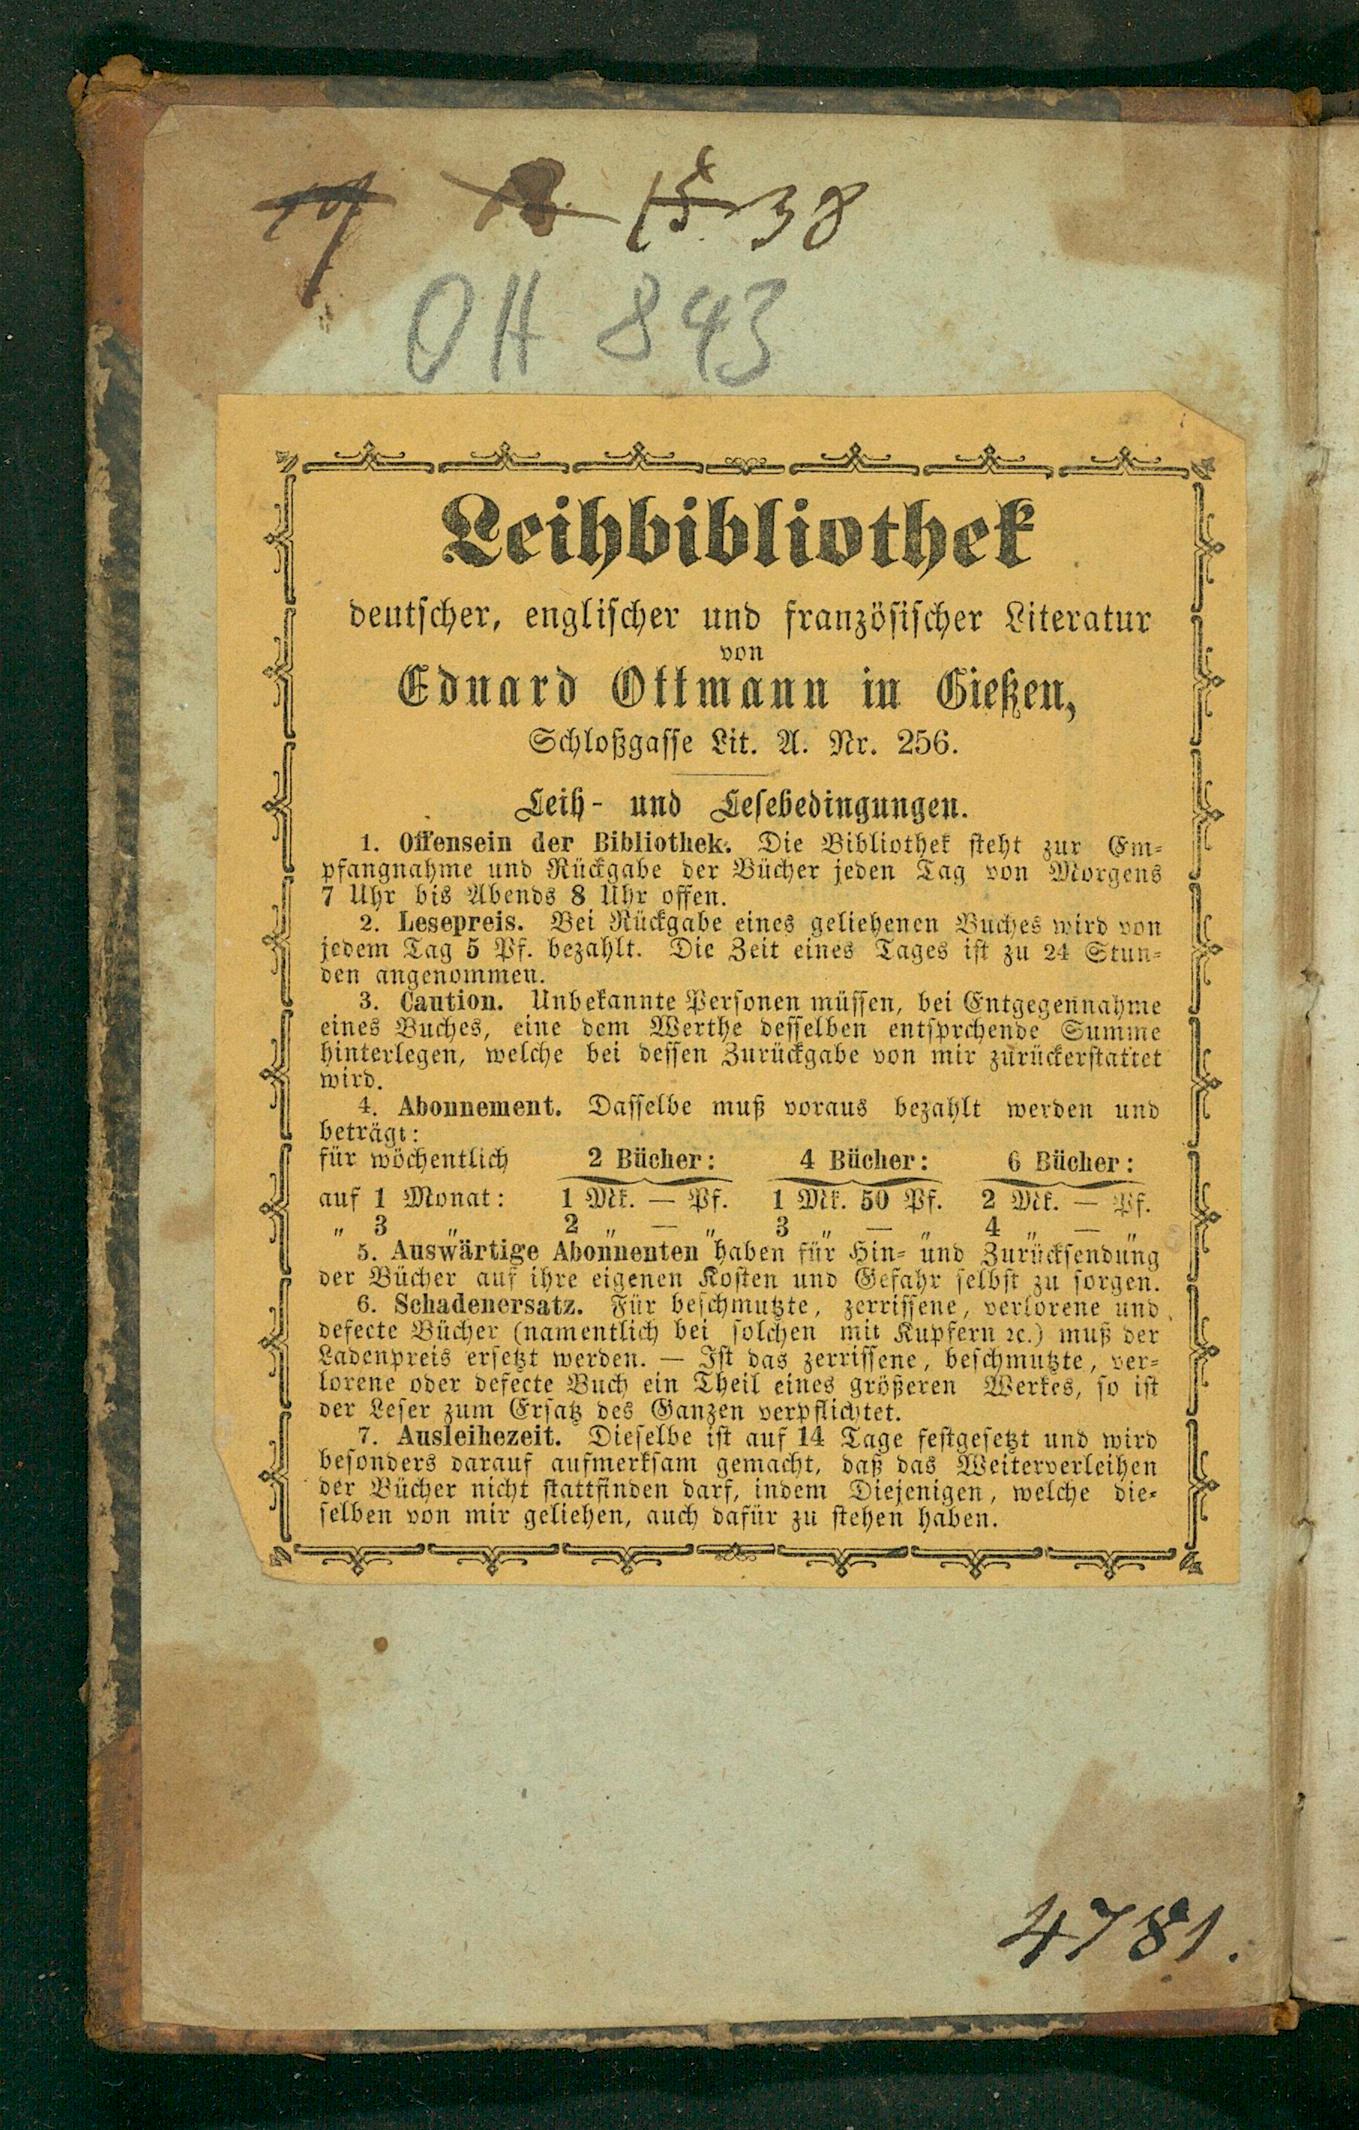 15 38
OH 843
Leihbibliothek
deutscher, englischer und französischer Literatur
von
Eduard Ottmann in Gießen,
Schloßgasse Lit. A. Nr. 256.
Leih- und Lesebedingungen.
1. Offensein der Bibliothek. Die Bibliothek steht zur Em-
pfangnahme und Rückgabe der Bücher jeden Tag von Morgens
7 Uhr bis Abends 8 Uhr offen.
2. Lesepreis. Bei Rückgabe eines geliehenen Buches wird von
jedem Tag 5 Pf. bezahlt. Die Zeit eines Tages ist zu 24 Stun-
den angenommen.
3. Caution. Unbekannte Personen müssen, bei Entgegennahme
eines Buches, eine dem Werthe desselben entsprchende Summe
hinterlegen, welche bei dessen Zurückgabe von mir zurückerstattet
wird.
4. Abonnement. Dasselbe muß voraus bezahlt werden und
beträgt:
für wöchentlich 2 Bücher: 4 Bücher: 6 Bücher:
auf 1 Monat: 1 Mk. — Pf. 1 Mk. 50 Pf. 2 Mk. — Pf.
„ 3 „ 2 „ — „ 3 „ — „ 4 „ — „
5. Auswärtige Abonnenten haben für Hin- und Zurücksendung
der Bücher auf ihre eigenen Kosten und Gefahr selbst zu sorgen.
6. Schadenersatz. Für beschmutzte, zerrissene, verlorene und
defecte Bücher (namentlich bei solchen mit Kupfern ꝛc.) muß der
Ladenpreis ersetzt werden. — Ist das zerrissene, beschmutzte, ver-
lorene oder defecte Buch ein Theil eines größeren Werkes, so ist
der Leser zum Ersatz des Ganzen verpflichtet.
7. Ausleihezeit. Dieselbe ist auf 14 Tage festgesetzt und wird
besonders darauf aufmerksam gemacht, daß das Weiterverleihen
der Bücher nicht stattfinden darf, indem Diejenigen, welche die-
selben von mir geliehen, auch dafür zu stehen haben.
4781.